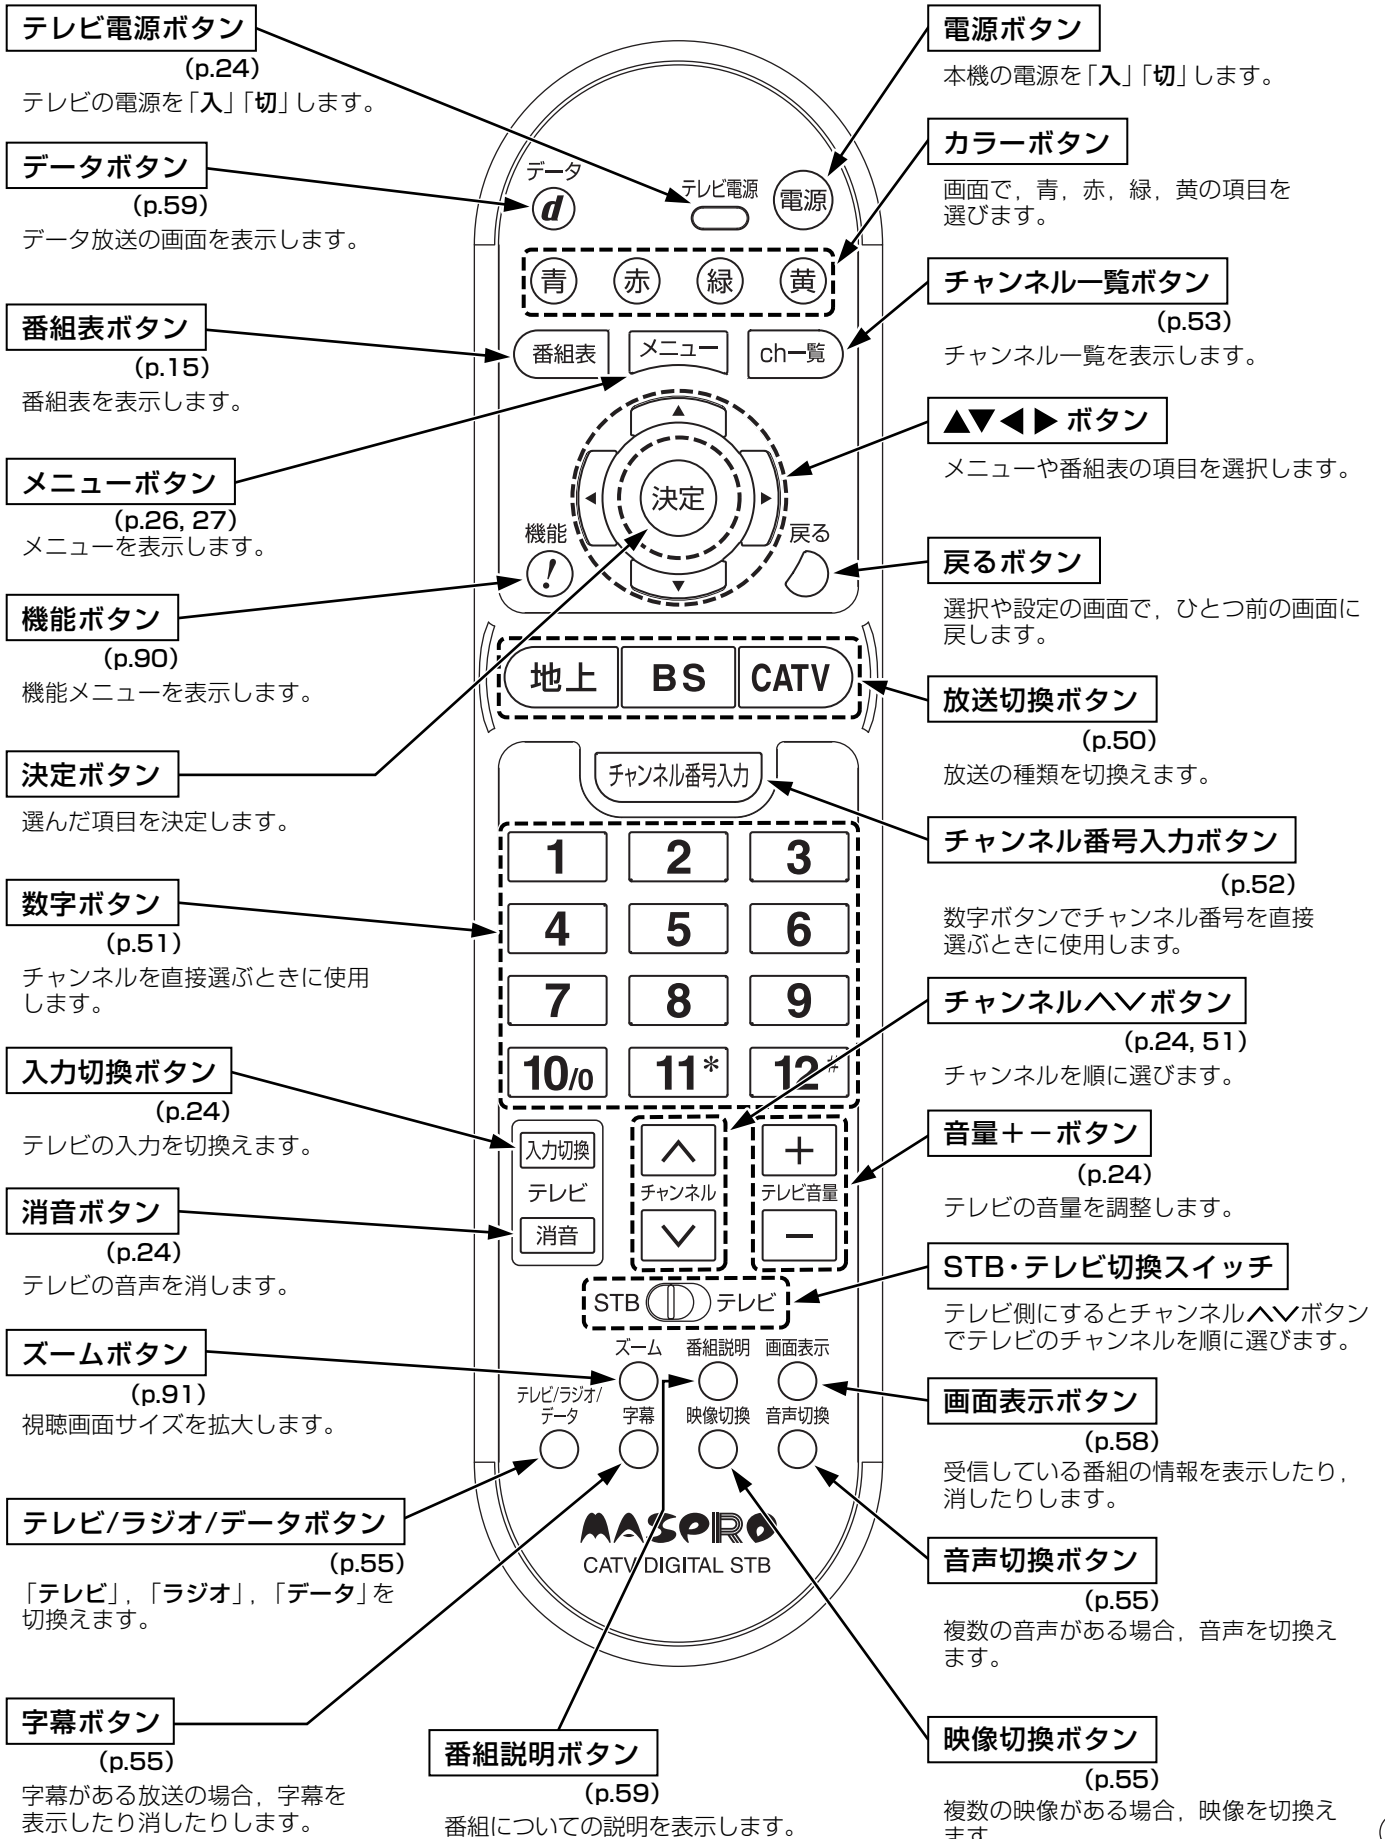 テレビ電源ボタン
(p.24)
テレビの電源を「入」「切」します。
データボタン
(p.59)
データ放送の画面を表示します。
番組表ボタン
(p.15)
番組表を表示します。
メニューボタン
(p.26, 27)
メニューを表示します。
機能ボタン
(p.90)
機能メニューを表示します。
決定ボタン
選んだ項目を決定します。
数字ボタン
(p.51)
チャンネルを直接選ぶときに使用
します。
入力切換ボタン
(p.24)
テレビの入力を切換えます。
消音ボタン
(p.24)
テレビの音声を消します。
ズームボタン
(p.91)
視聴画面サイズを拡大します。
テレビ/ラジオ/データボタン
(p.55)
「テレビ」,「ラジオ」,「データ」を
切換えます。
字幕ボタン
(p.55)
字幕がある放送の場合, 字幕を
表示したり消したりします。
データ
d
テレビ電源
電源
青 赤 緑 黄
番組表 メニュー ch一覧
▲
◀ 決定 ▶
▼
機能
!
戻る
地上 BS CATV
チャンネル番号入力
1 2 3
4 5 6
7 8 9
10/0 11* 12#
入力切換
テレビ
消音
チャンネル
+
テレビ音量
−
STB テレビ
ズーム 番組説明 画面表示
テレビ/ラジオ/
データ 字幕 映像切換 音声切換
MASPRO
CATV DIGITAL STB
番組説明ボタン
(p.59)
番組についての説明を表示します。
電源ボタン
本機の電源を「入」「切」します。
カラーボタン
画面で, 青, 赤, 緑, 黄の項目を
選びます。
チャンネル一覧ボタン
(p.53)
チャンネル一覧を表示します。
▲▼◀▶ ボタン
メニューや番組表の項目を選択します。
戻るボタン
選択や設定の画面で, ひとつ前の画面に
戻します。
放送切換ボタン
(p.50)
放送の種類を切換えます。
チャンネル番号入力ボタン
(p.52)
数字ボタンでチャンネル番号を直接
選ぶときに使用します。
チャンネル∧∨ボタン
(p.24, 51)
チャンネルを順に選びます。
音量+−ボタン
(p.24)
テレビの音量を調整します。
STB・テレビ切換スイッチ
テレビ側にするとチャンネル∧∨ボタン
でテレビのチャンネルを順に選びます。
画面表示ボタン
(p.58)
受信している番組の情報を表示したり,
消したりします。
音声切換ボタン
(p.55)
複数の音声がある場合, 音声を切換え
ます。
映像切換ボタン
(p.55)
複数の映像がある場合, 映像を切換え
ます